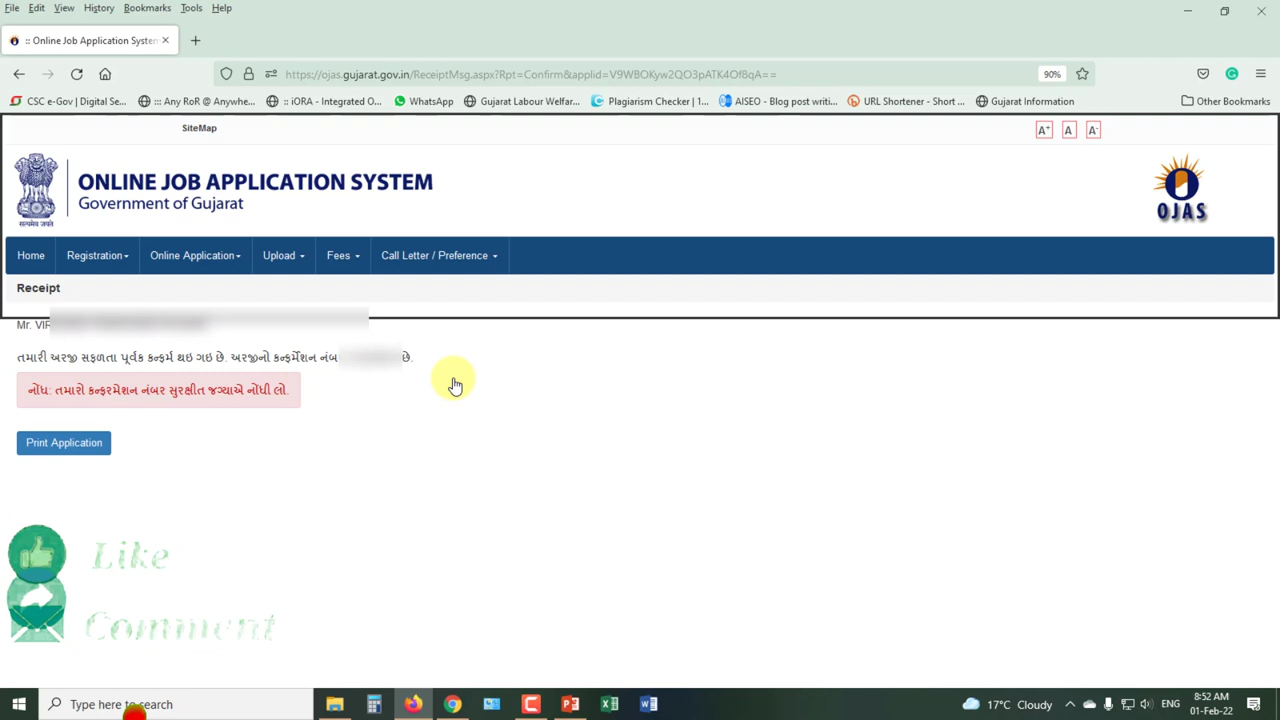 File Edit View History Bookmarks Tools Help
:: Online Job Application System
https://ojas.gujarat.gov.in/ReceiptMsg.aspx?Rpt=Confirm&applid=V9WBOKyw2QO3pATK4Of8qA== 90%
CSC e-Gov | Digital Se... ::: Any RoR @ Anywhe... :: iORA - Integrated O... WhatsApp Gujarat Labour Welfar... Plagiarism Checker | 1... AISEO - Blog post writi... URL Shortener - Short ... Gujarat Information Other Bookmarks
SiteMap A+ A A-
ONLINE JOB APPLICATION SYSTEM
Government of Gujarat
सत्यमेव जयते
OJAS
Home Registration Online Application Upload Fees Call Letter / Preference
Receipt
Mr.
તમારી અરજી સફળતા પૂર્વક કન્ફર્મ થઇ ગઇ છે. અરજીનો કન્ફર્મેશન નંબ છે.
નોંધ: તમારો કન્ફરમેશન નંબર સુરક્ષીત જગ્યાએ નોંધી લો.
Print Application
Like
Comment
Type here to search 17°C Cloudy ENG 8:52 AM
01-Feb-22